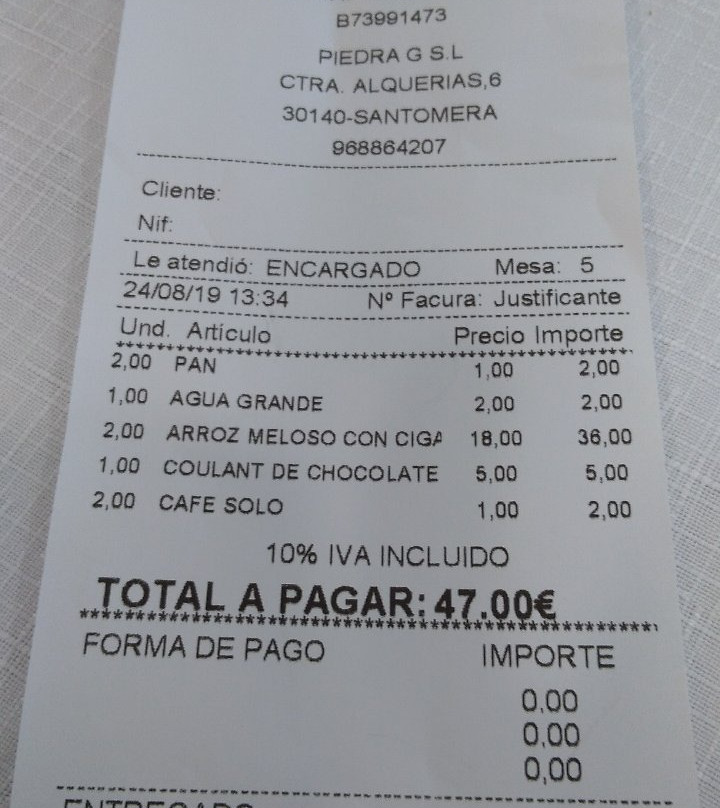 B73991473
PIEDRA G S.L
CTRA. ALQUERIAS,6
30140-SANTOMERA
968864207
Cliente:
Nif:
Le atendió: ENCARGADO Mesa: 5
24/08/19 13:34 Nº Facura: Justificante
Und. Artículo Precio Importe
2,00 PAN 1,00 2,00
1,00 AGUA GRANDE 2,00 2,00
2,00 ARROZ MELOSO CON CIGA 18,00 36,00
1,00 COULANT DE CHOCOLATE 5,00 5,00
2,00 CAFE SOLO 1,00 2,00
10% IVA INCLUIDO
TOTAL A PAGAR: 47.00€
FORMA DE PAGO IMPORTE
0,00
0,00
0,00